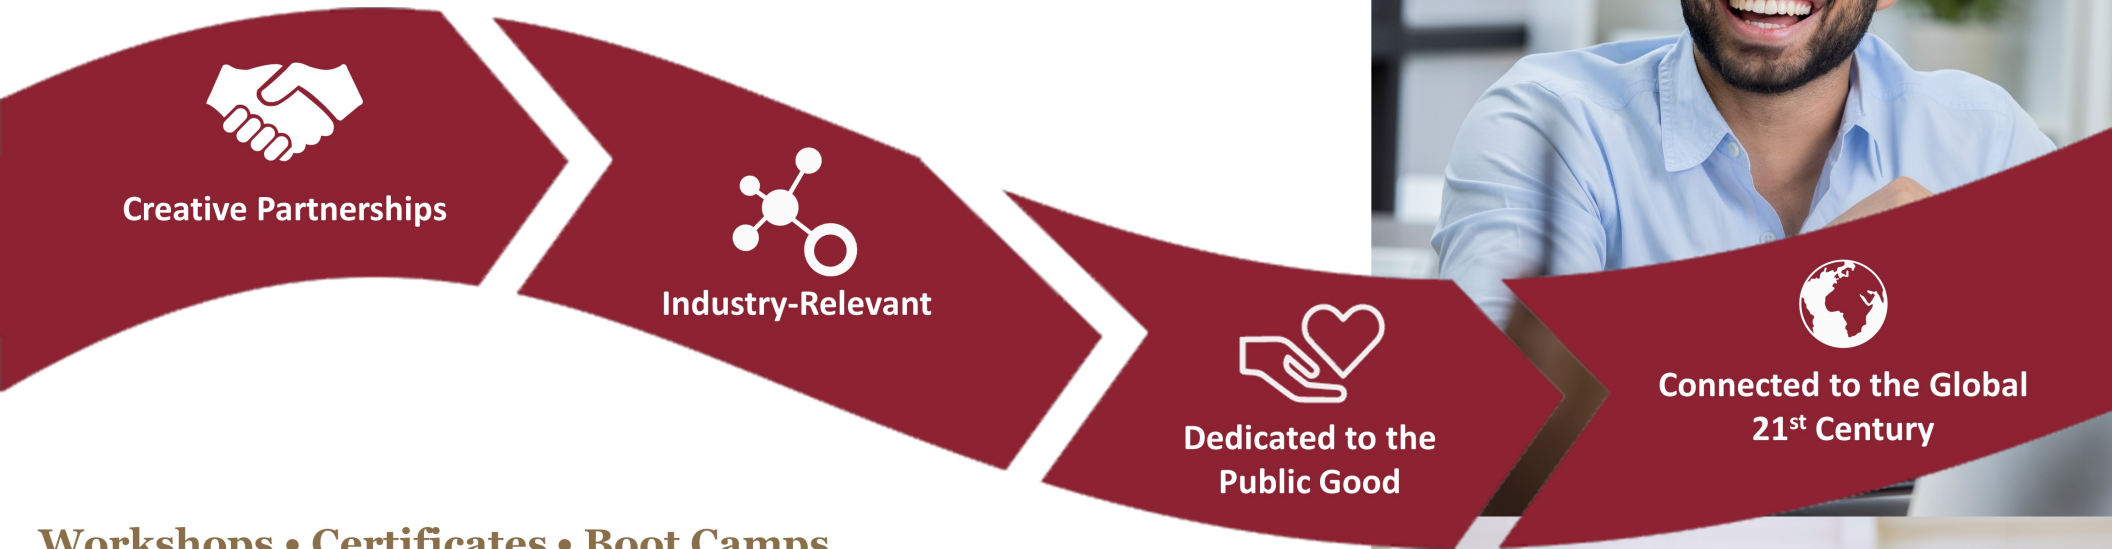 Creative Partnerships
Industry-Relevant
Dedicated to the
Public Good
Connected to the Global
21st Century
Workshops • Certificates • Boot Camps